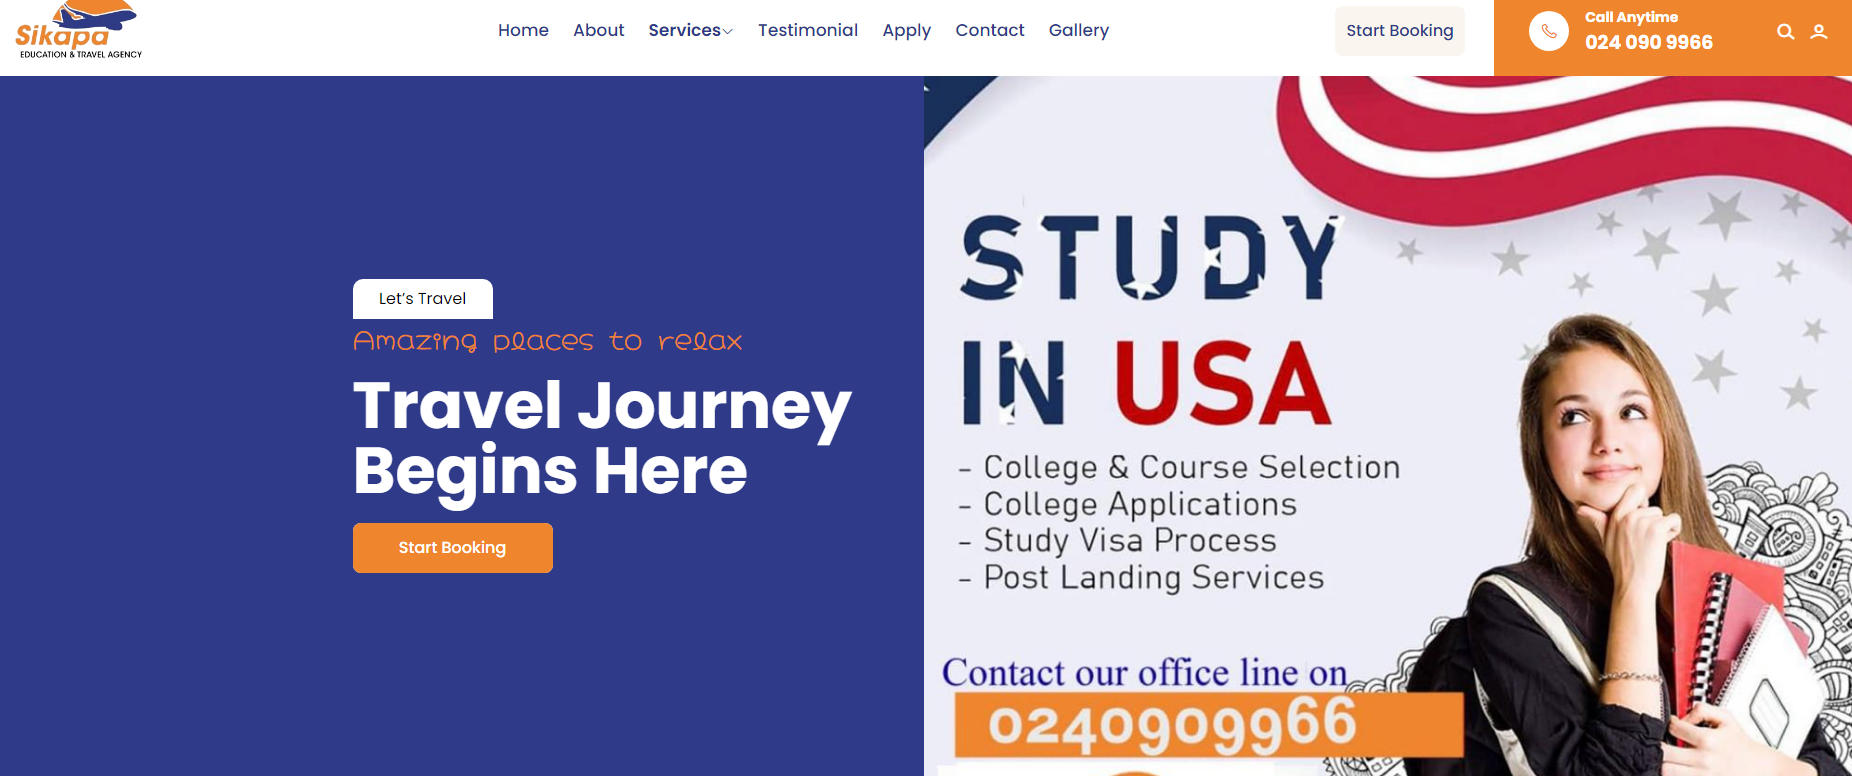 Sikapa
EDUCATION & TRAVEL AGENCY
Home About Services Testimonial Apply Contact Gallery
Start Booking
Call Anytime
024 090 9966
Let's Travel
Amazing places to relax
Travel Journey
Begins Here
Start Booking
STUDY
IN USA
- College & Course Selection
- College Applications
- Study Visa Process
- Post Landing Services
Contact our office line on
0240909966